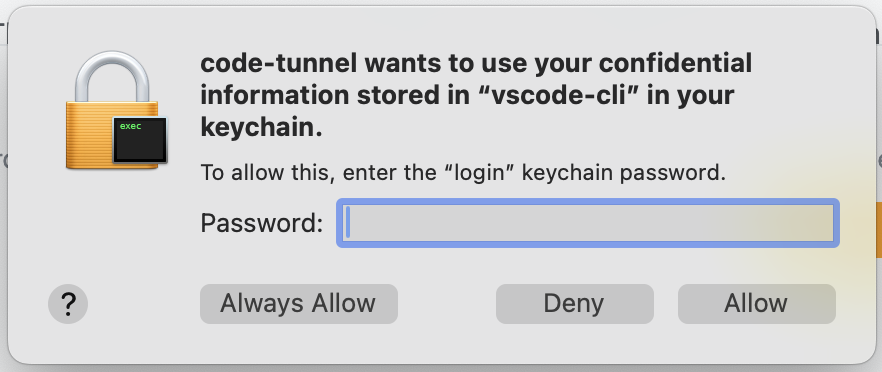 code-tunnel wants to use your confidential
information stored in “vscode-cli” in your
keychain.
exec
To allow this, enter the “login” keychain password.
Password:
?
Always Allow
Deny
Allow